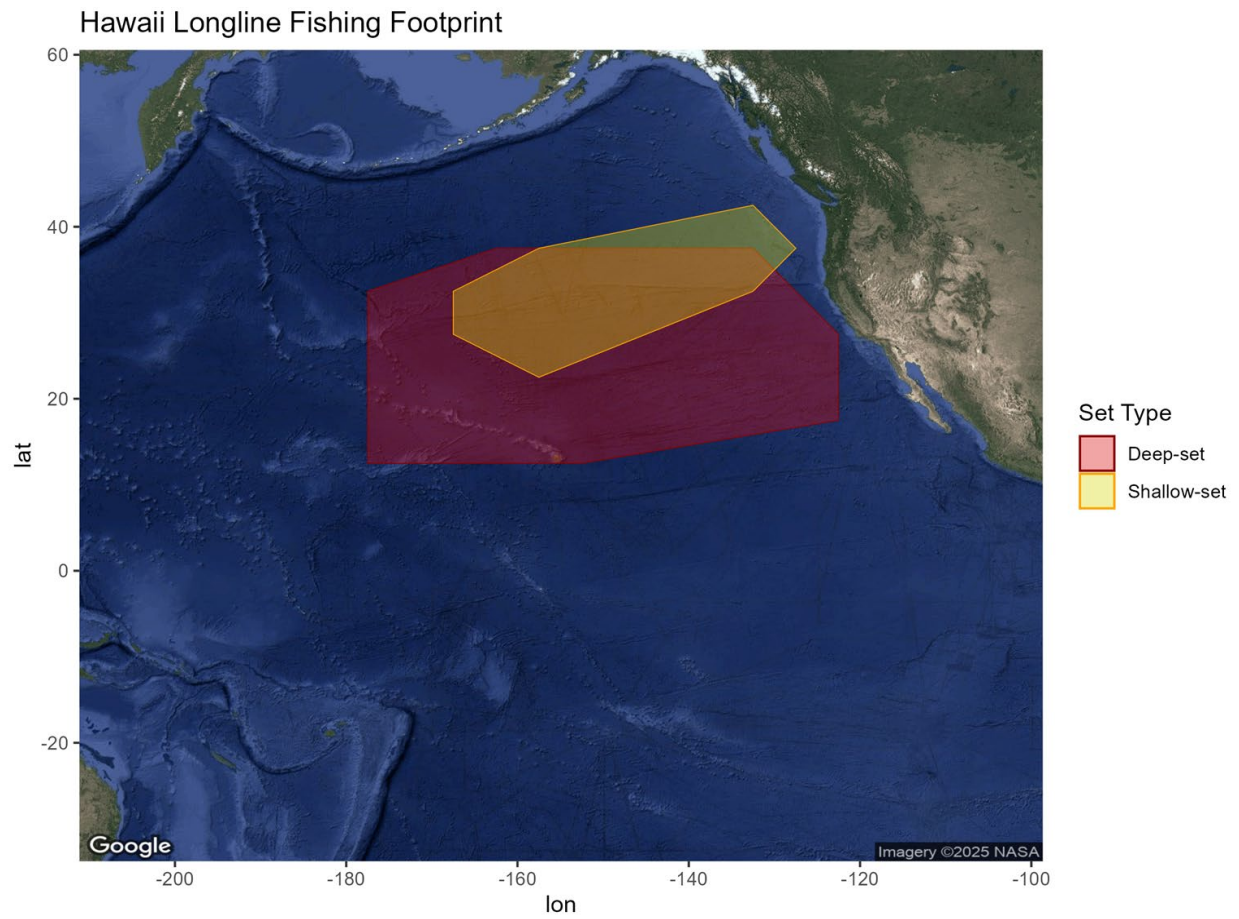 Hawaii Longline Fishing Footprint
60
40
20
0
-20
lat
-200
-180
-160
-140
-120
-100
lon
Google
Imagery ©2025 NASA
Set Type
Deep-set
Shallow-set